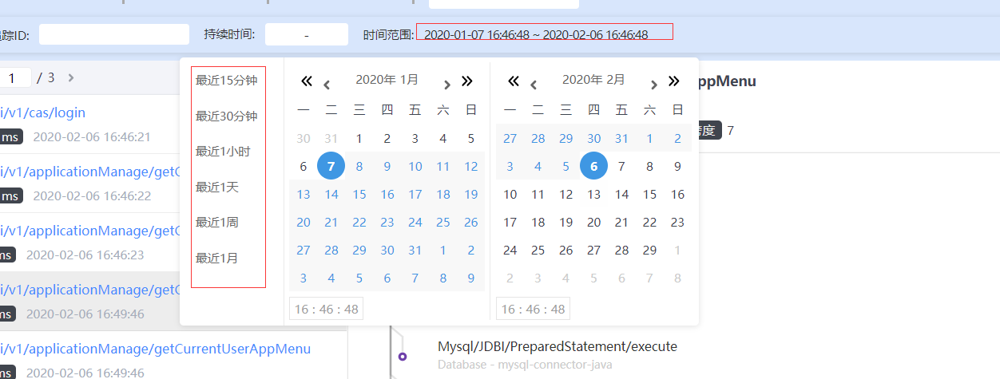 踪ID: 持续时间: - 时间范围: 2020-01-07 16:46:48 ~ 2020-02-06 16:46:48
1 / 3
i/v1/cas/login
ms 2020-02-06 16:46:21
i/v1/applicationManage/getC
ms 2020-02-06 16:46:22
i/v1/applicationManage/getC
ms 2020-02-06 16:46:23
i/v1/applicationManage/getC
ms 2020-02-06 16:49:46
i/v1/applicationManage/getCurrentUserAppMenu
ms 2020-02-06 16:49:46
最近15分钟
最近30分钟
最近1小时
最近1天
最近1周
最近1月
2020年 1月
一 二 三 四 五 六 日
30 31 1 2 3 4 5
6 7 8 9 10 11 12
13 14 15 16 17 18 19
20 21 22 23 24 25 26
27 28 29 30 31 1 2
3 4 5 6 7 8 9
16 : 46 : 48
2020年 2月
一 二 三 四 五 六 日
27 28 29 30 31 1 2
3 4 5 6 7 8 9
10 11 12 13 14 15 16
17 18 19 20 21 22 23
24 25 26 27 28 29 1
2 3 4 5 6 7 8
16 : 46 : 48
ppMenu
跨度 7
Mysql/JDBI/PreparedStatement/execute
Database - mysql-connector-java